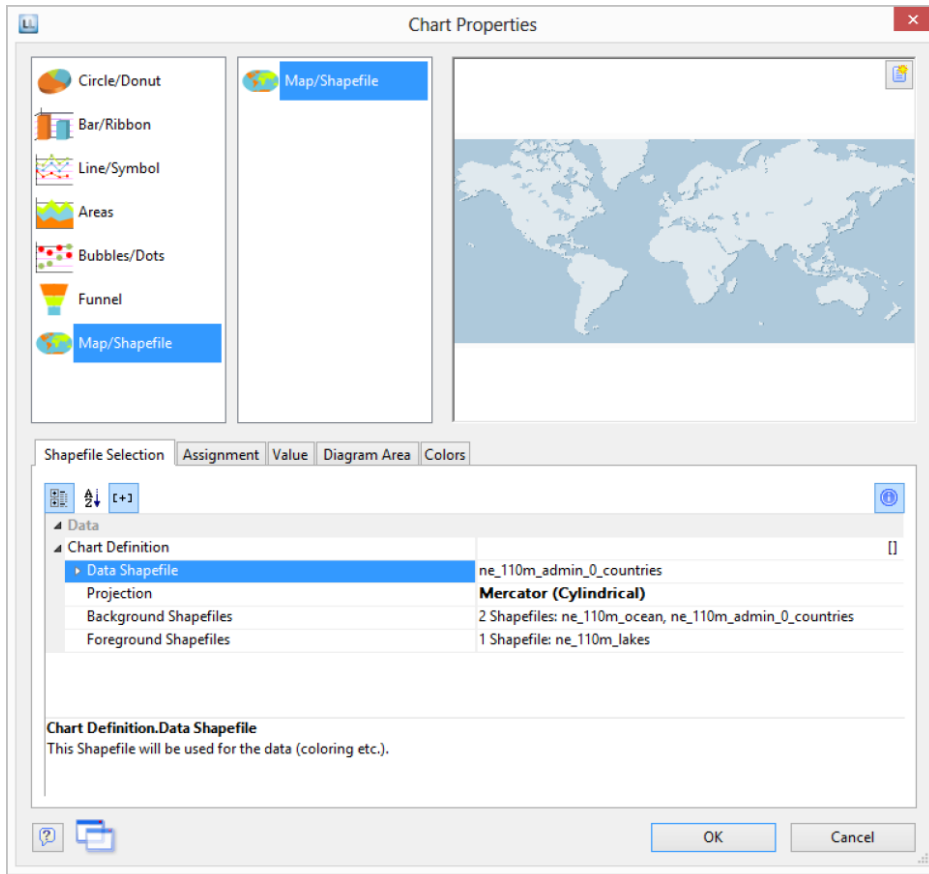 LL
Chart Properties
Circle/Donut
Bar/Ribbon
Line/Symbol
Areas
Bubbles/Dots
Funnel
Map/Shapefile
Map/Shapefile
Shapefile Selection Assignment Value Diagram Area Colors
A Z [+]
Data
Chart Definition []
Data Shapefile ne_110m_admin_0_countries
Projection Mercator (Cylindrical)
Background Shapefiles 2 Shapefiles: ne_110m_ocean, ne_110m_admin_0_countries
Foreground Shapefiles 1 Shapefile: ne_110m_lakes
Chart Definition.Data Shapefile
This Shapefile will be used for the data (coloring etc.).
OK Cancel